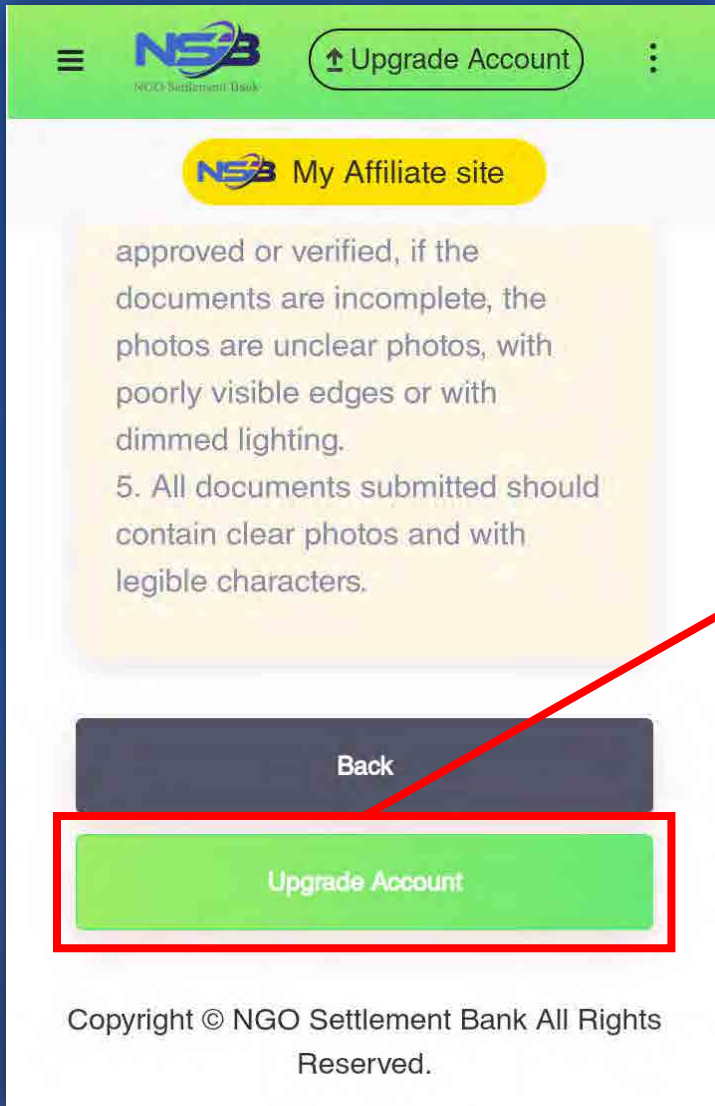 NSB
NGO Settlement Bank
Upgrade Account
NSB My Affiliate site
approved or verified, if the
documents are incomplete, the
photos are unclear photos, with
poorly visible edges or with
dimmed lighting.
5. All documents submitted should
contain clear photos and with
legible characters.
Back
Upgrade Account
Copyright © NGO Settlement Bank All Rights
Reserved.